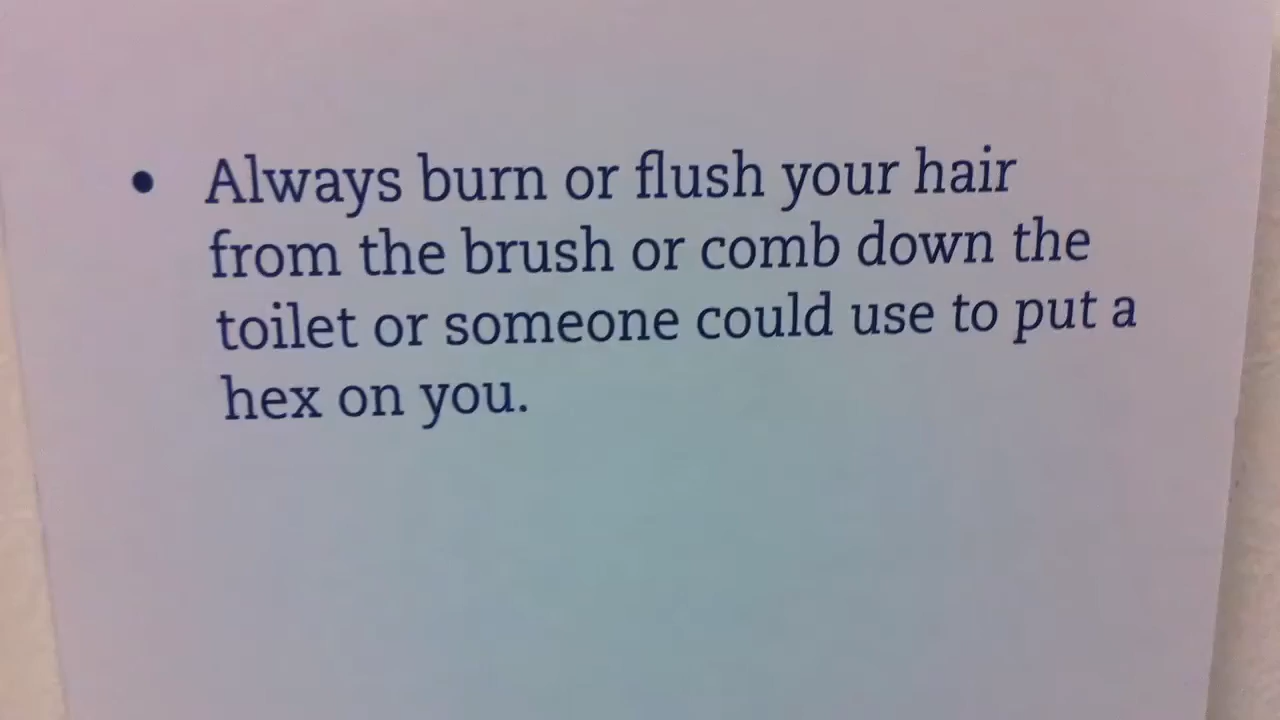 • Always burn or flush your hair
from the brush or comb down the
toilet or someone could use to put a
hex on you.